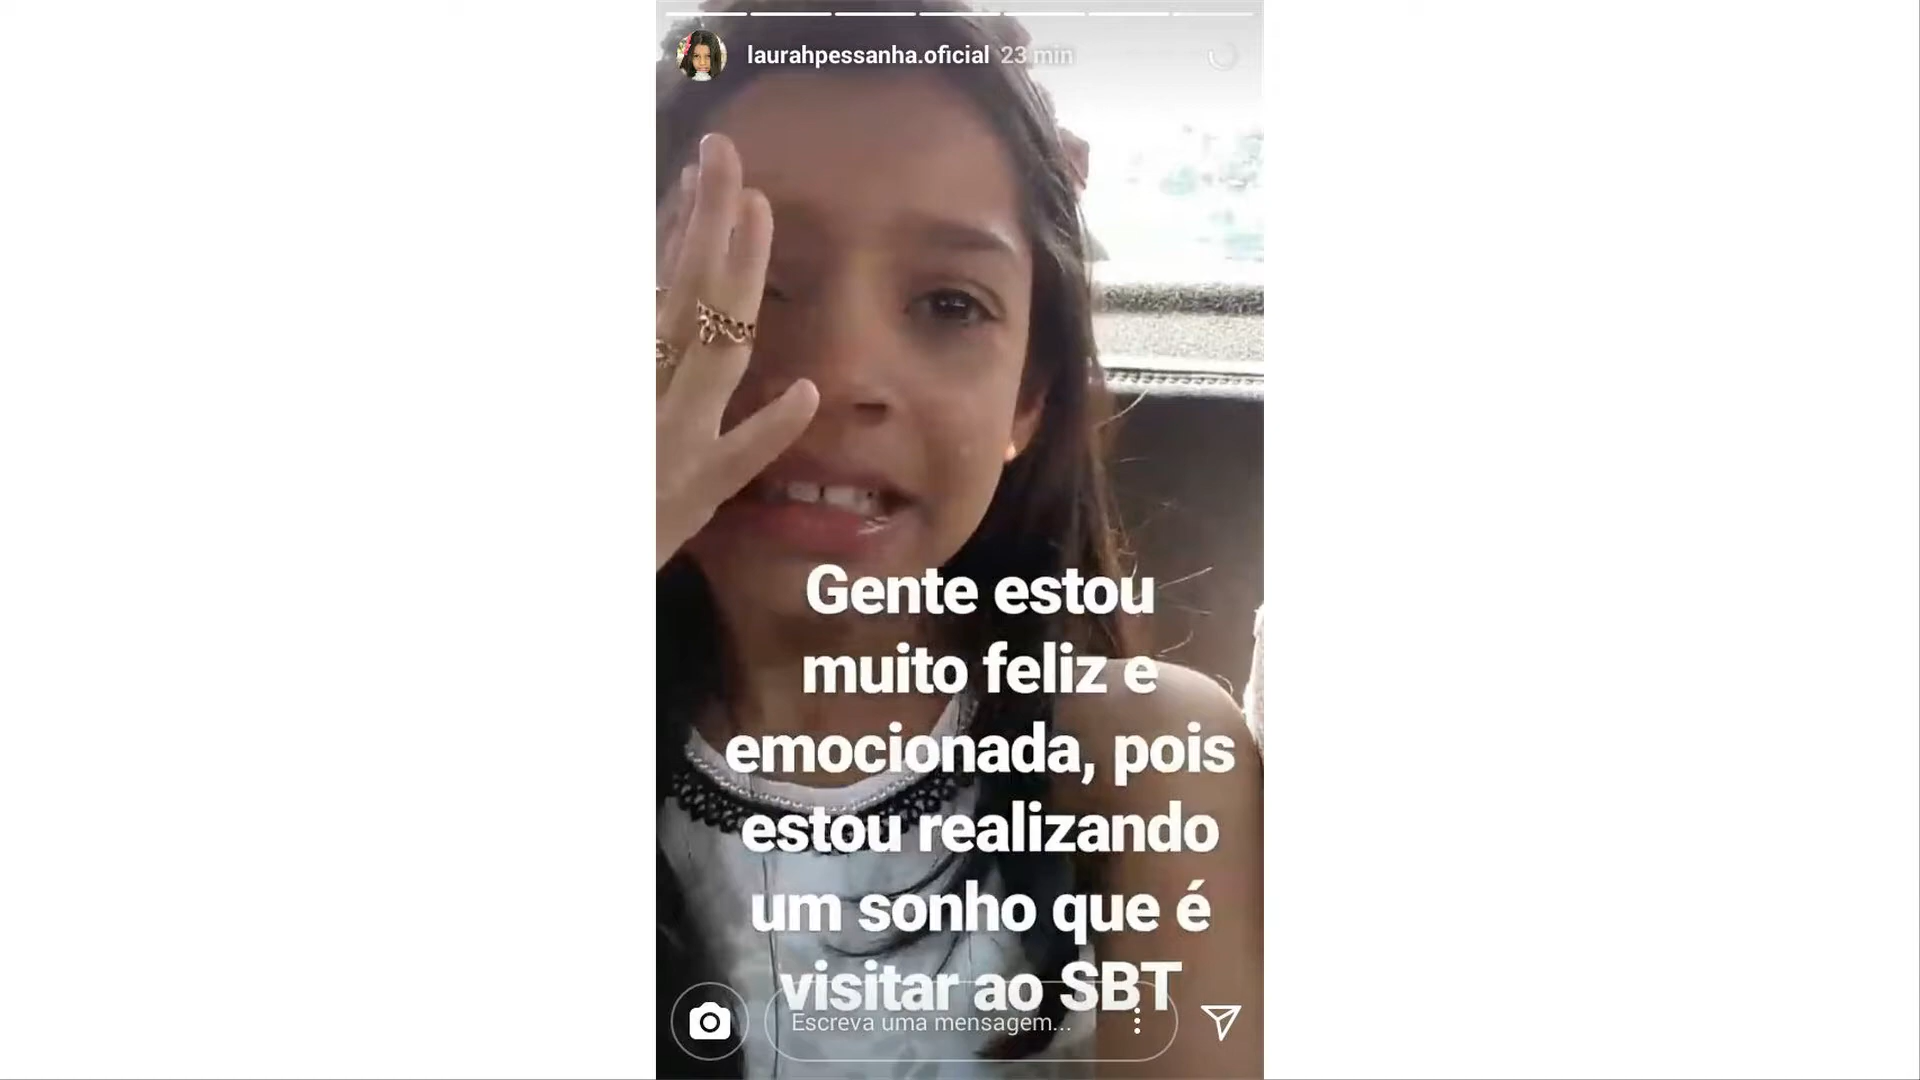 laurahpessanha.oficial 23 min
Gente estou
muito feliz e
emocionada, pois
estou realizando
um sonho que é
visitar ao SBT
Escreva uma mensagem...